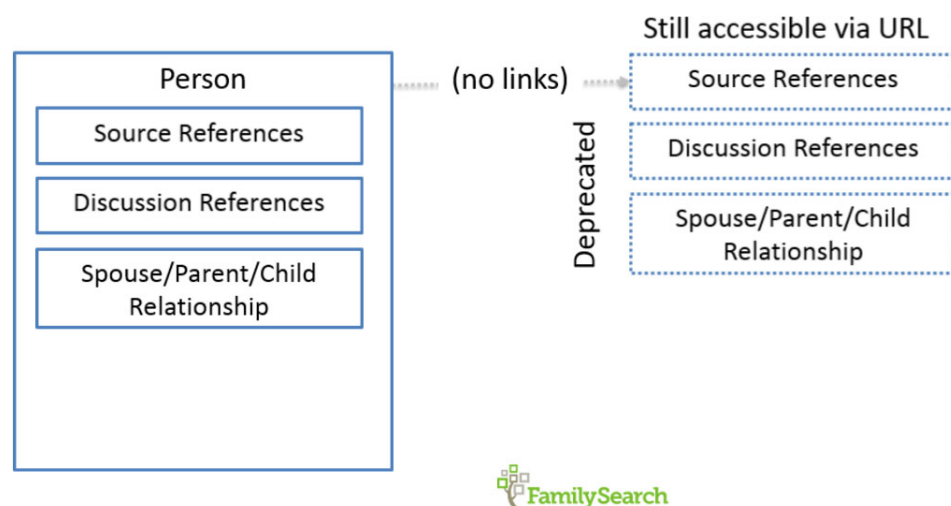 Person
Source References
Discussion References
Spouse/Parent/Child
Relationship
(no links)
Still accessible via URL
Deprecated
Source References
Discussion References
Spouse/Parent/Child
Relationship
FamilySearch